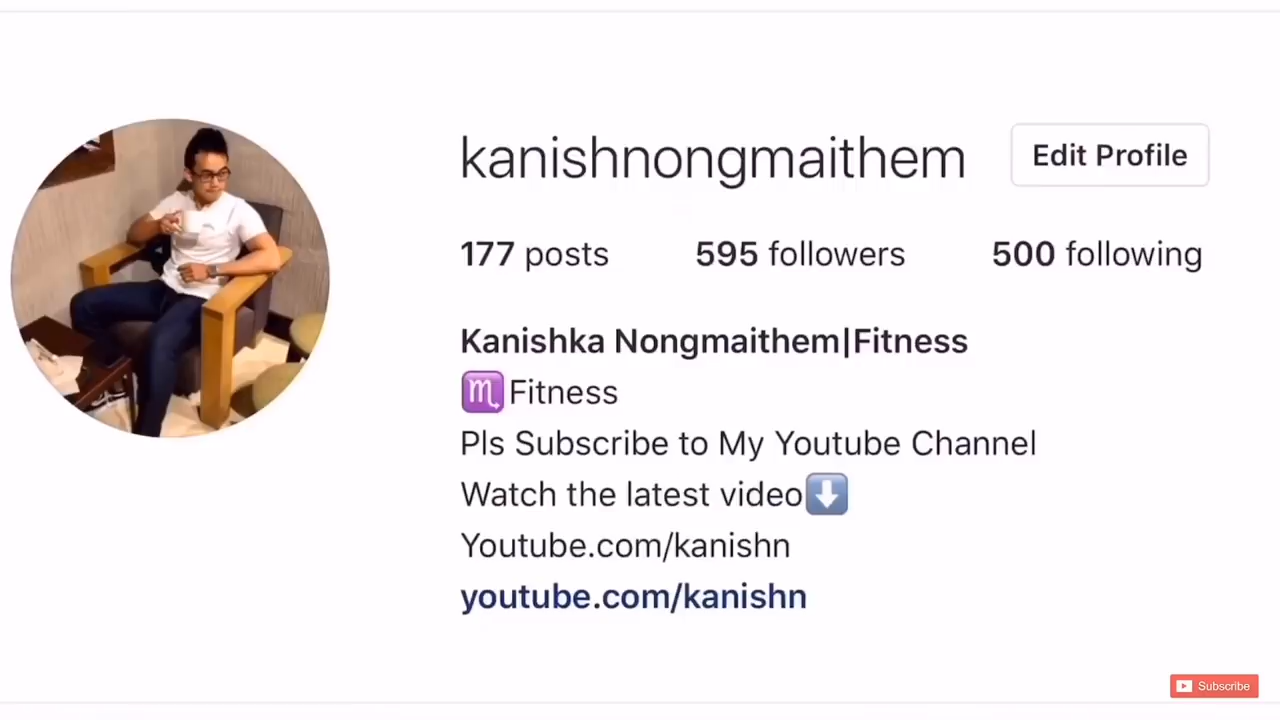 kanishnongmaithem Edit Profile
177 posts 595 followers 500 following
Kanishka Nongmaithem|Fitness
♏Fitness
Pls Subscribe to My Youtube Channel
Watch the latest video⬇️
Youtube.com/kanishn
youtube.com/kanishn
Subscribe